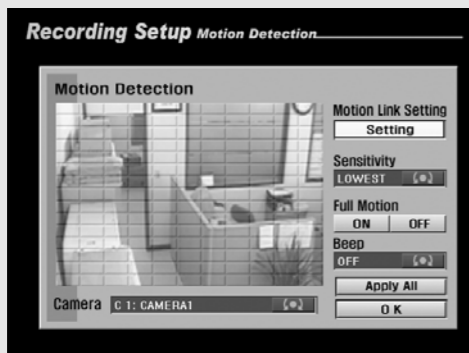 Recording Setup Motion Detection
Motion Detection
Motion Link Setting
Setting
Sensitivity
LOWEST
Full Motion
ON OFF
Beep
OFF
Apply All
OK
Camera C 1: CAMERA1